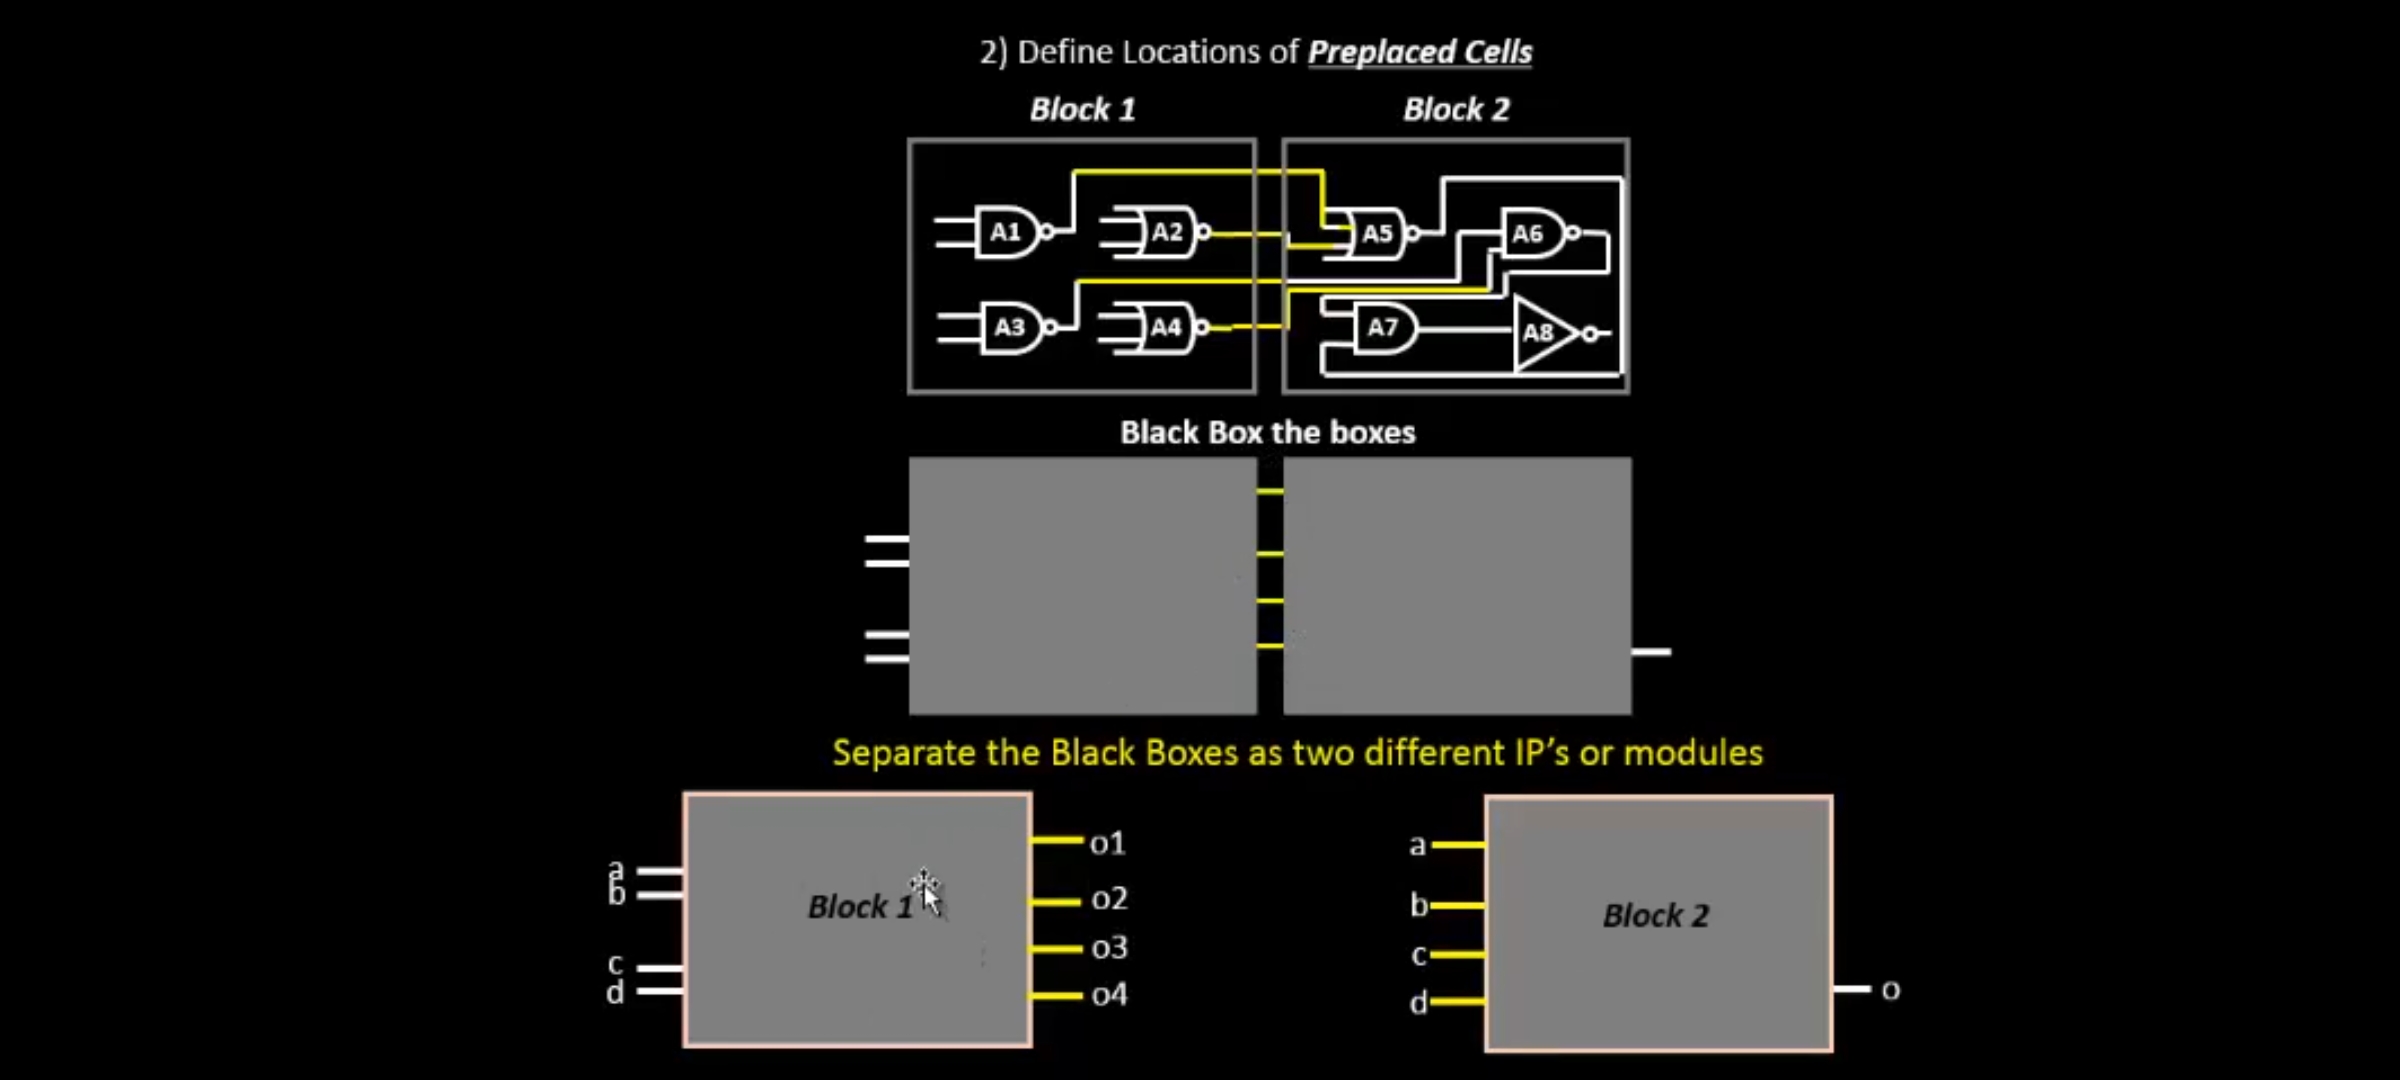 2) Define Locations of Preplaced Cells
Block 1
Block 2
A1
A2
A5
A6
A3
A4
A7
A8
Black Box the boxes
Separate the Black Boxes as two different IP’s or modules
a
b
c
d
Block 1
o1
o2
o3
o4
a
b
c
d
Block 2
o